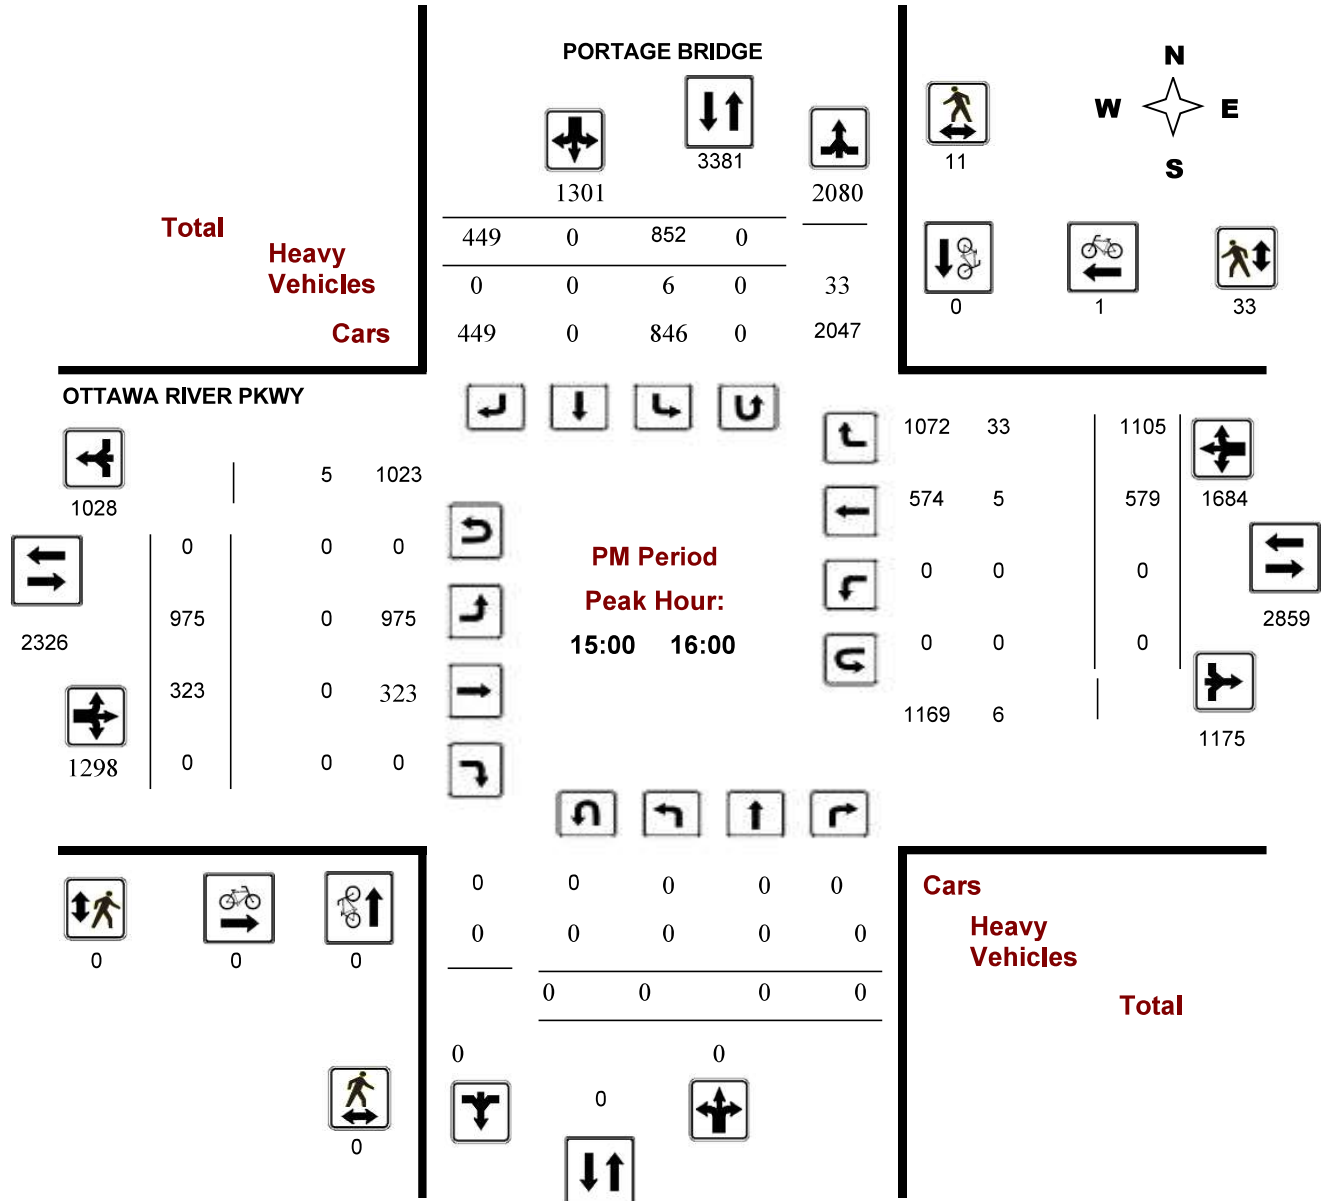 PORTAGE BRIDGE
N
W E
S
3381
11
1301
2080
Total
449 0 852 0
Heavy
Vehicles
0 0 6 0 33
0 1 33
Cars
449 0 846 0 2047
OTTAWA RIVER PKWY
1072 33 1105
5 1023
1028
574 5 579 1684
0 0 0
PM Period
0 0 0
Peak Hour:
975 0 975
2859
2326
15:00 16:00
0 0 0
323 0 323
1169 6
1175
1298 0 0 0
0 0 0 0 0
Cars
Heavy
Vehicles
0 0 0 0 0
0 0 0
0 0 0 0
Total
0 0
0
0